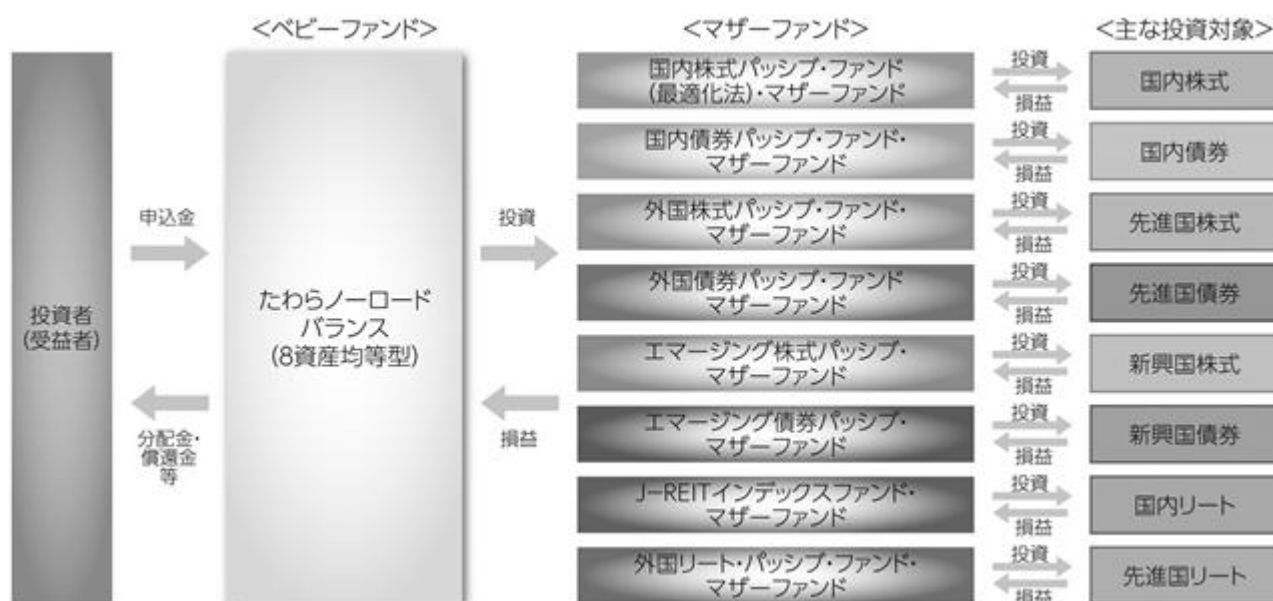 <ベビーファンド>
<マザーファンド>
<主な投資対象>
投資者
(受益者)
申込金
分配金・
償還金
等
たわらノーロード
バランス
(8資産均等型)
投資
損益
国内株式パッシブ・ファンド
(最適化法)・マザーファンド
投資
損益
国内株式
国内債券パッシブ・ファンド・
マザーファンド
投資
損益
国内債券
外国株式パッシブ・ファンド・
マザーファンド
投資
損益
先進国株式
外国債券パッシブ・ファンド
マザーファンド
投資
損益
先進国債券
エマージング株式パッシブ・
マザーファンド
投資
損益
新興国株式
エマージング債券パッシブ・
マザーファンド
投資
損益
新興国債券
J-REITインデックスファンド・
マザーファンド
投資
損益
国内リート
外国リート・パッシブ・ファンド・
マザーファンド
投資
損益
先進国リート